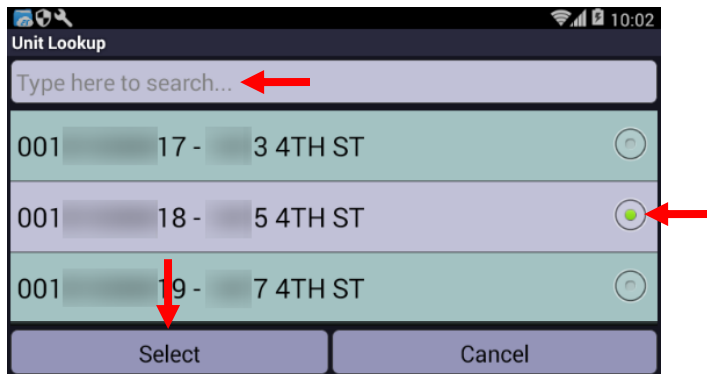 10:02
Unit Lookup
Type here to search...
001 17 - 3 4TH ST
001 18 - 5 4TH ST
001 19 - 7 4TH ST
Select Cancel